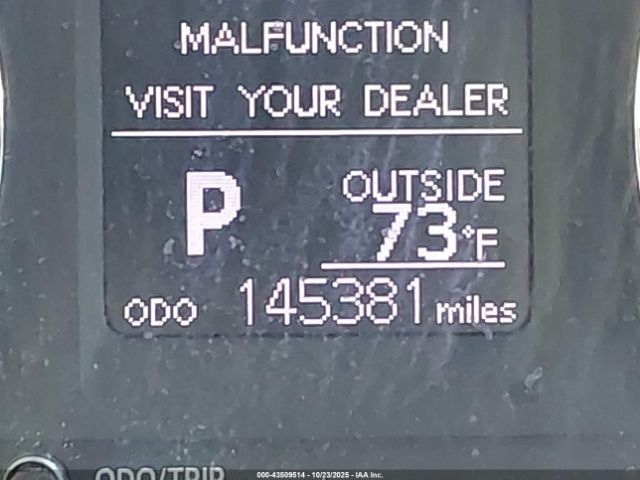 MALFUNCTION
VISIT YOUR DEALER
P
OUTSIDE
73°F
ODO 145381 miles
ODO/TRIP
000-43509514 - 10/23/2025 - IAA Inc.